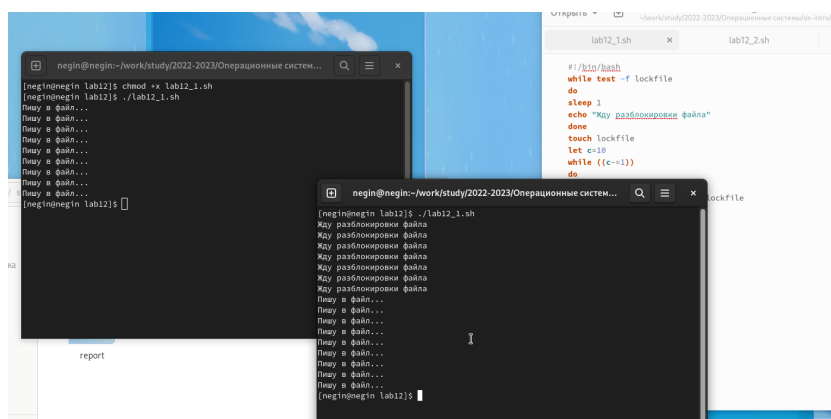 Открыть
~/work/study/2022-2023/Операционные системы/os-intro/
lab12_1.sh ×
lab12_2.sh
#!/bin/bash
while test -f lockfile
do
sleep 1
echo "Жду разблокировки файла"
done
touch lockfile
let c=10
while ((c-=1))
do
lockfile
negin@negin:~/work/study/2022-2023/Операционные систем...
[negin@negin lab12]$ chmod +x lab12_1.sh
[negin@negin lab12]$ ./lab12_1.sh
Пишу в файл...
Пишу в файл...
Пишу в файл...
Пишу в файл...
Пишу в файл...
Пишу в файл...
Пишу в файл...
Пишу в файл...
Пишу в файл...
[negin@negin lab12]$
negin@negin:~/work/study/2022-2023/Операционные систем...
[negin@negin lab12]$ ./lab12_1.sh
Жду разблокировки файла
Жду разблокировки файла
Жду разблокировки файла
Жду разблокировки файла
Жду разблокировки файла
Жду разблокировки файла
Жду разблокировки файла
Пишу в файл...
Пишу в файл...
Пишу в файл...
Пишу в файл...
Пишу в файл...
Пишу в файл...
Пишу в файл...
Пишу в файл...
Пишу в файл...
[negin@negin lab12]$
report